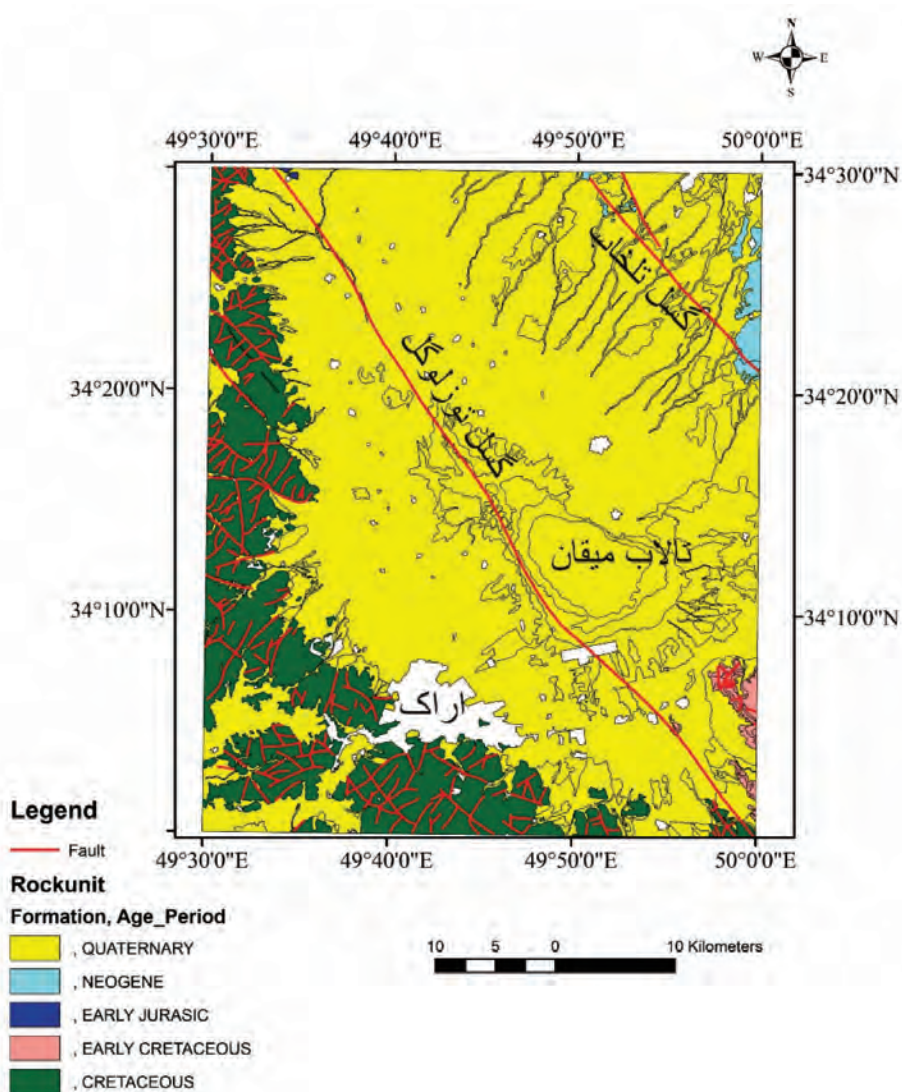 N
W E
S
49°30'0"E 49°40'0"E 49°50'0"E 50°0'0"E
34°30'0"N
گسل تلخاب
گسل توزلوگل
34°20'0"N 34°20'0"N
تالاب میقان
34°10'0"N 34°10'0"N
اراک
49°30'0"E 49°40'0"E 49°50'0"E 50°0'0"E
Legend
Fault
Rockunit
Formation, Age_Period
, QUATERNARY
, NEOGENE
, EARLY JURASIC
, EARLY CRETACEOUS
, CRETACEOUS
10 5 0 10 Kilometers